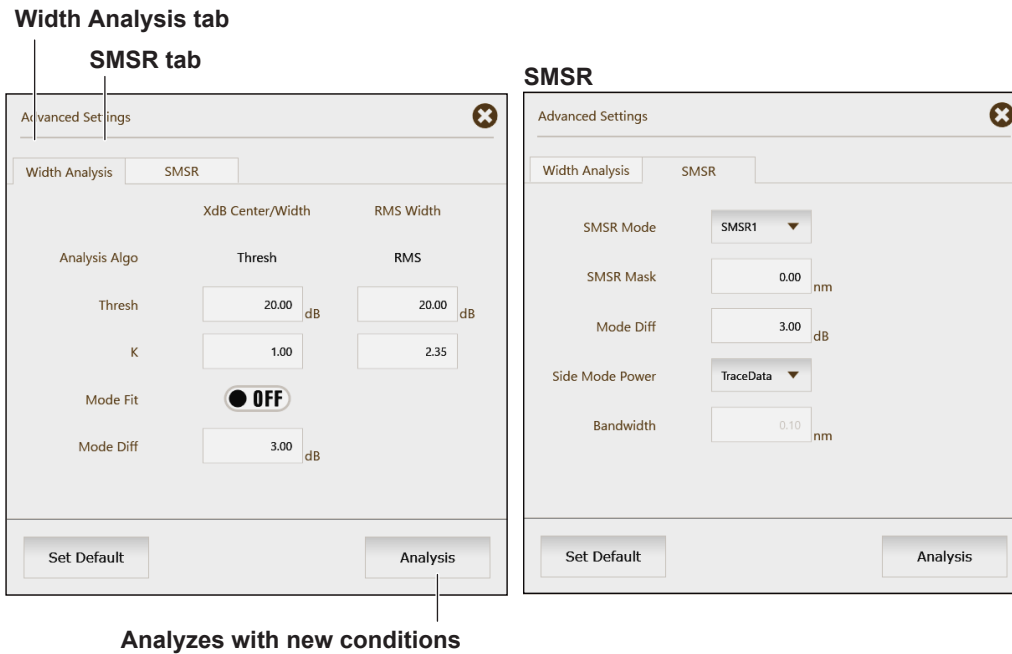 Width Analysis tab
SMSR tab
Advanced Settings
Width Analysis SMSR
XdB Center/Width RMS Width
Analysis Algo Thresh RMS
Thresh 20.00 dB 20.00 dB
K 1.00 2.35
Mode Fit OFF
Mode Diff 3.00 dB
Set Default Analysis
Analyzes with new conditions
SMSR
Advanced Settings
Width Analysis SMSR
SMSR Mode SMSR1
SMSR Mask 0.00 nm
Mode Diff 3.00 dB
Side Mode Power TraceData
Bandwidth 0.10 nm
Set Default Analysis